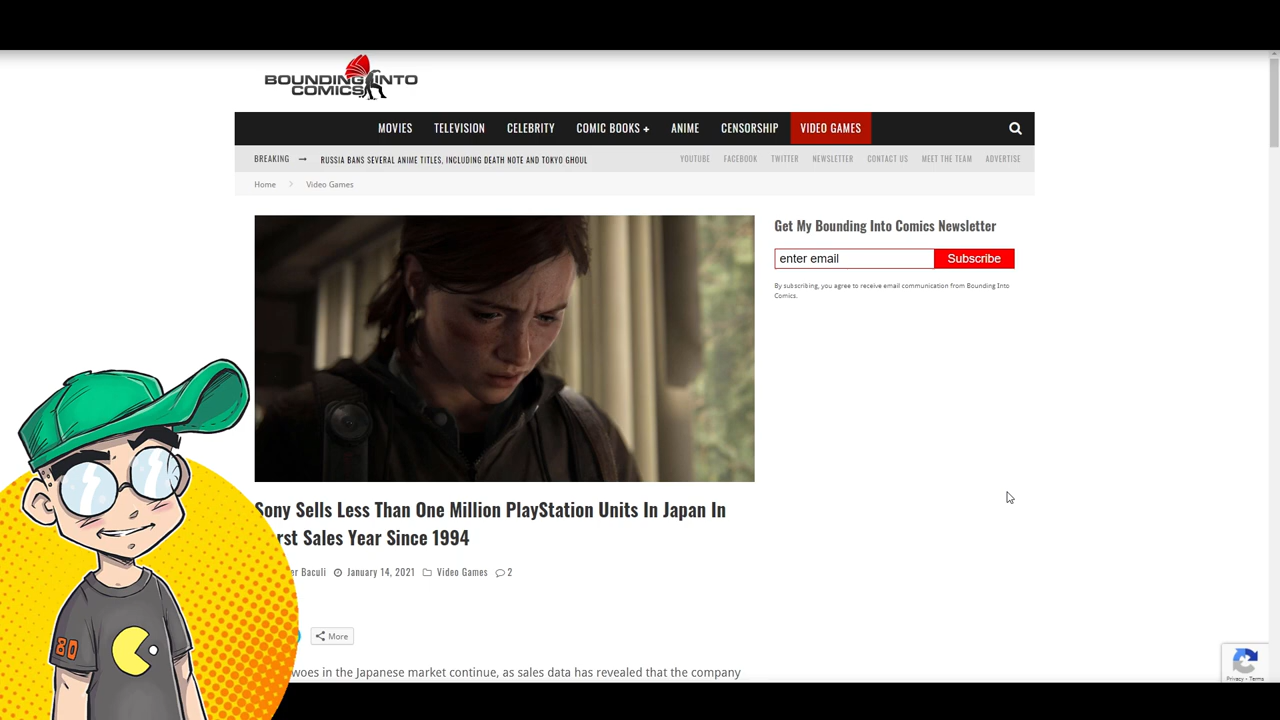 BOUNDING INTO
COMICS
MOVIES TELEVISION CELEBRITY COMIC BOOKS + ANIME CENSORSHIP VIDEO GAMES
BREAKING → RUSSIA BANS SEVERAL ANIME TITLES, INCLUDING DEATH NOTE AND TOKYO GHOUL YOUTUBE FACEBOOK TWITTER NEWSLETTER CONTACT US MEET THE TEAM ADVERTISE
Home > Video Games
Get My Bounding Into Comics Newsletter
enter email Subscribe
By subscribing, you agree to receive email communication from Bounding Into
Comics.
Sony Sells Less Than One Million PlayStation Units In Japan In
Sales Year Since 1994
Baculi January 14, 2021 Video Games 2
More
woes in the Japanese market continue, as sales data has revealed that the company
80
Privacy - Terms